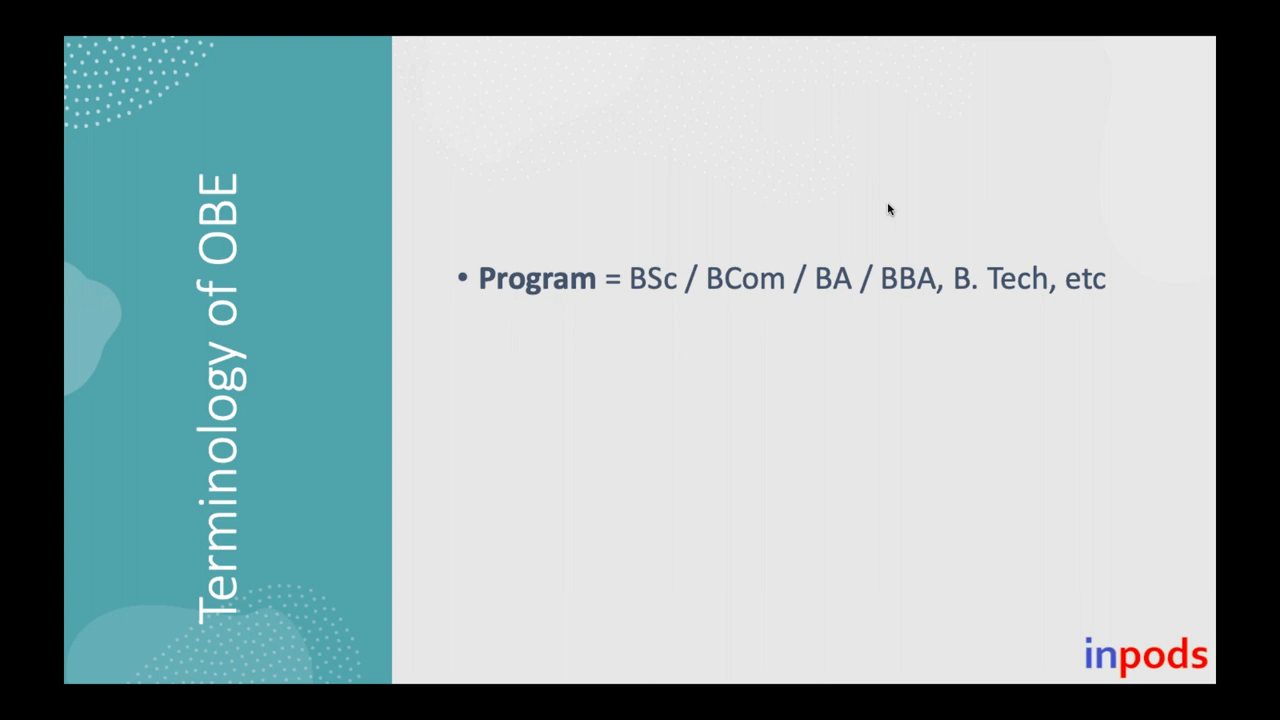 Terminology of OBE
• Program = BSc / BCom / BA / BBA, B. Tech, etc
inpods